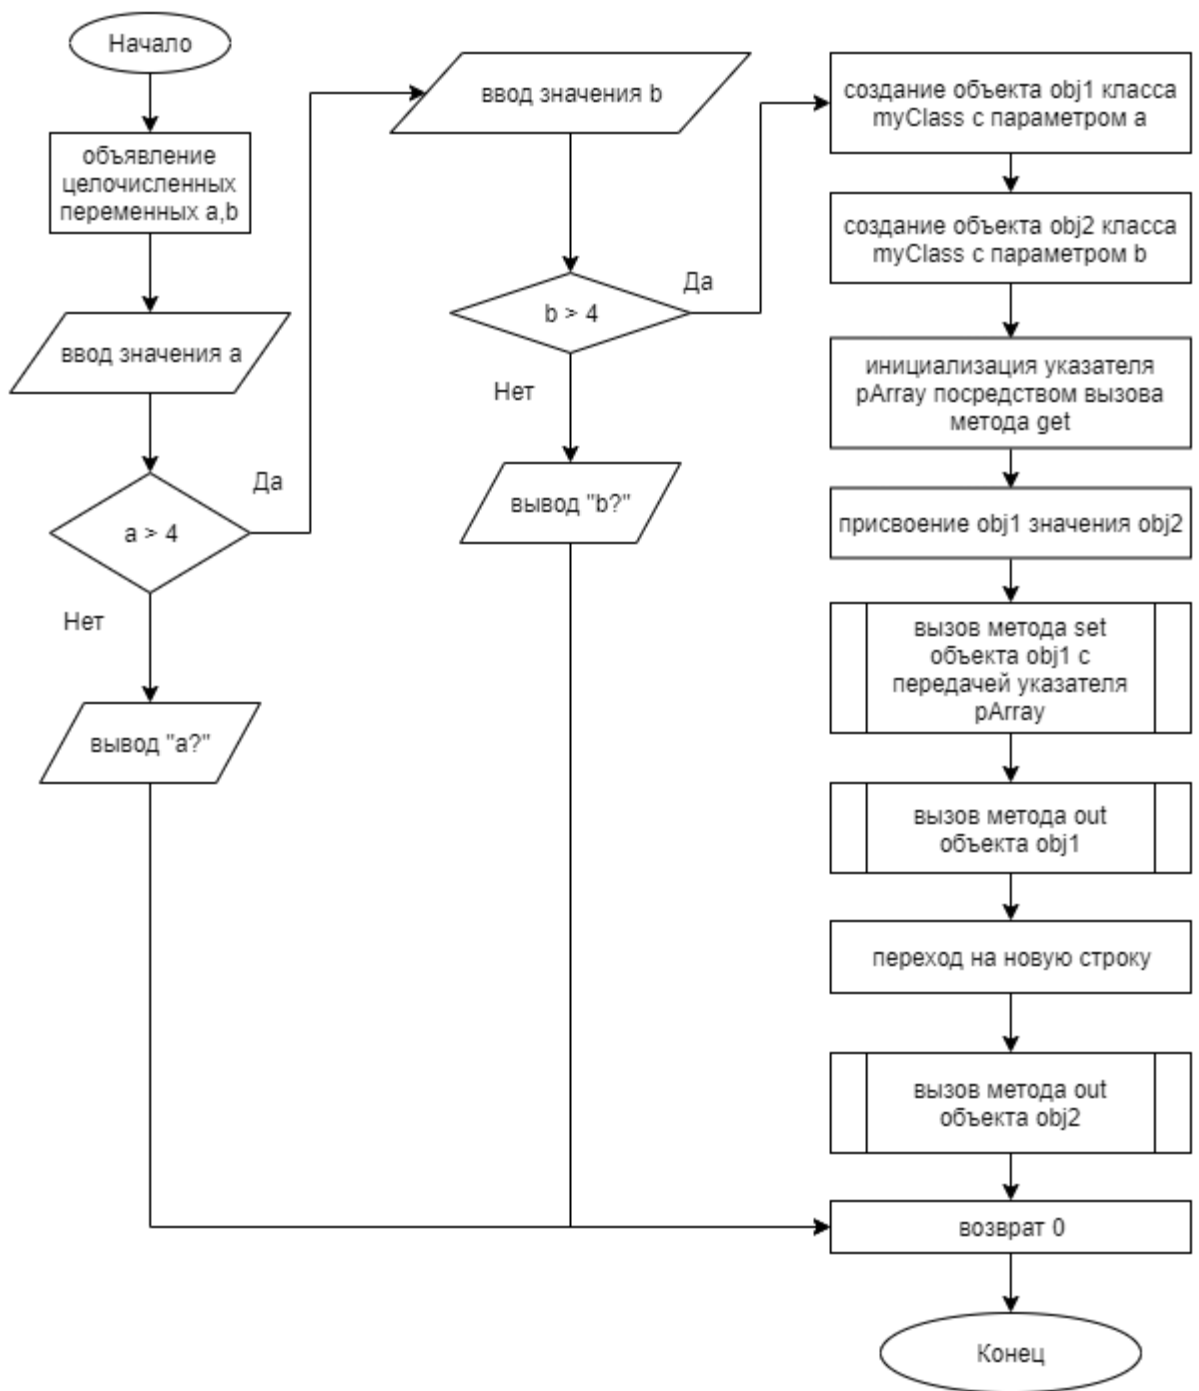 Начало
объявление
целочисленных
переменных a,b
ввод значения a
a > 4
Да
Нет
вывод "a?"
ввод значения b
b > 4
Да
Нет
вывод "b?"
создание объекта obj1 класса
myClass с параметром a
создание объекта obj2 класса
myClass с параметром b
инициализация указателя
pArray посредством вызова
метода get
присвоение obj1 значения obj2
вызов метода set
объекта obj1 с
передачей указателя
pArray
вызов метода out
объекта obj1
переход на новую строку
вызов метода out
объекта obj2
возврат 0
Конец